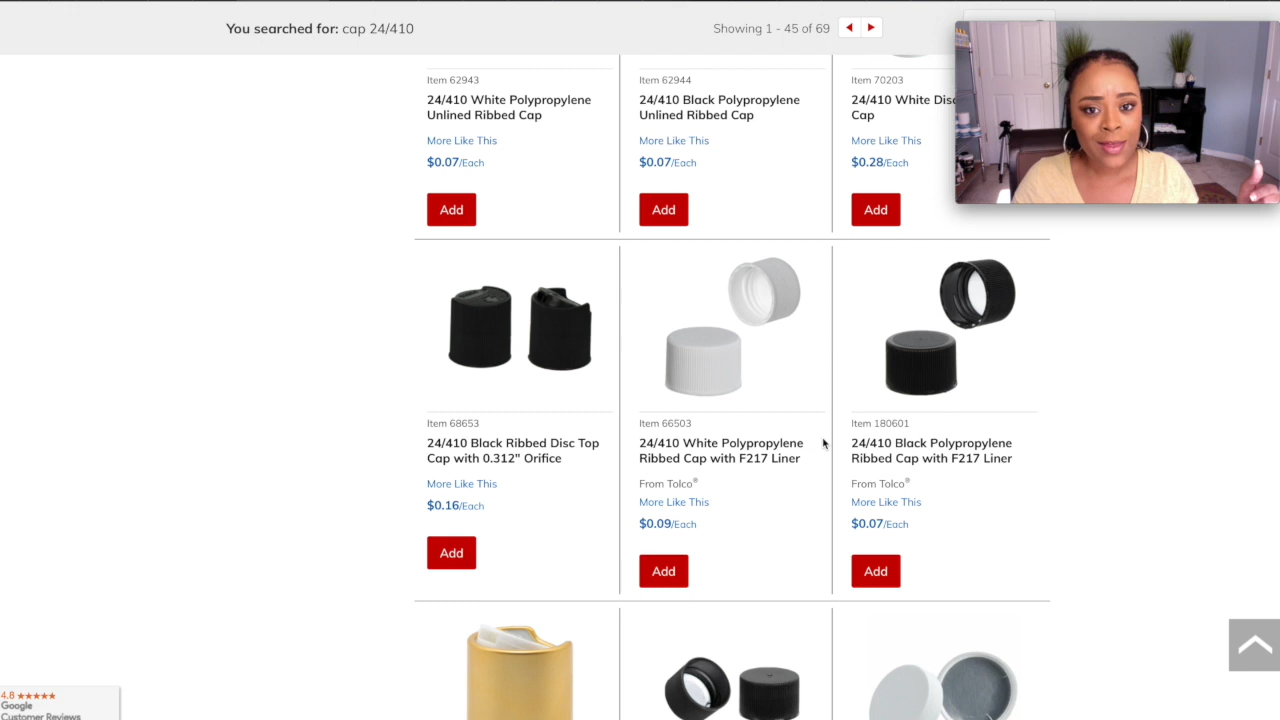 You searched for: cap 24/410
Showing 1 - 45 of 69
Item 62943
24/410 White Polypropylene
Unlined Ribbed Cap
More Like This
$0.07/Each
Add
Item 62944
24/410 Black Polypropylene
Unlined Ribbed Cap
More Like This
$0.07/Each
Add
Item 70203
24/410 White Disc
Cap
More Like This
$0.28/Each
Add
Item 68653
24/410 Black Ribbed Disc Top
Cap with 0.312" Orifice
More Like This
$0.16/Each
Add
Item 66503
24/410 White Polypropylene
Ribbed Cap with F217 Liner
From Tolco®
More Like This
$0.09/Each
Add
Item 180601
24/410 Black Polypropylene
Ribbed Cap with F217 Liner
From Tolco®
More Like This
$0.07/Each
Add
4.8 ★★★★★
Google
Customer Reviews